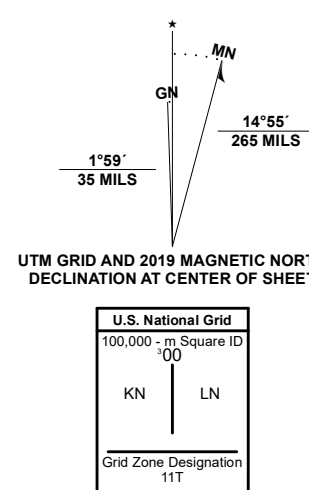 ★
MN
GN
14°55´
265 MILS
1°59´
35 MILS
UTM GRID AND 2019 MAGNETIC NORT
DECLINATION AT CENTER OF SHEET
U.S. National Grid
100,000 - m Square ID
³00
KN LN
Grid Zone Designation
11T